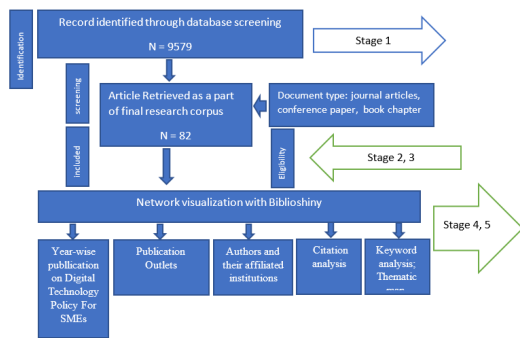 Identification
Record identified through database screening
N = 9579
Stage 1
screening
Article Retrieved as a part
of final research corpus
N = 82
Document type: journal articles,
conference paper, book chapter
included
Eligibility
Stage 2, 3
Network visualization with Biblioshiny
Stage 4, 5
Year-wise
publlication
on Digital
Technology
Policy For
SMEs
Publication
Outlets
Authors and
their affiliated
institutions
Citation
analysis
Keyword
analysis;
Thematic